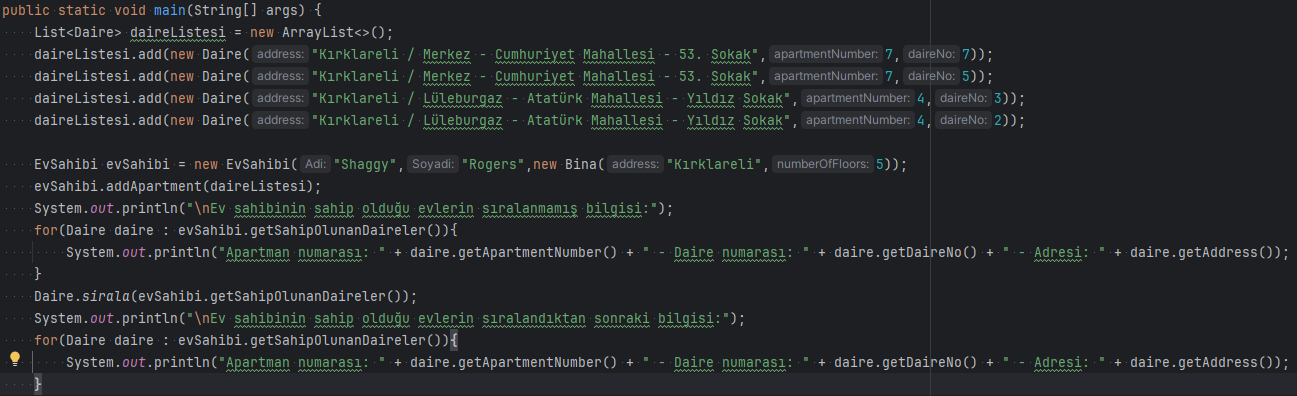 public static void main(String[] args) {
List<Daire> daireListesi = new ArrayList<>();
daireListesi.add(new Daire( address: "Kırklareli / Merkez - Cumhuriyet Mahallesi - 53. Sokak", apartmentNumber: 7, daireNo: 7));
daireListesi.add(new Daire( address: "Kırklareli / Merkez - Cumhuriyet Mahallesi - 53. Sokak", apartmentNumber: 7, daireNo: 5));
daireListesi.add(new Daire( address: "Kırklareli / Lüleburgaz - Atatürk Mahallesi - Yıldız Sokak", apartmentNumber: 4, daireNo: 3));
daireListesi.add(new Daire( address: "Kırklareli / Lüleburgaz - Atatürk Mahallesi - Yıldız Sokak", apartmentNumber: 4, daireNo: 2));
EvSahibi evSahibi = new EvSahibi( Adi: "Shaggy", Soyadi: "Rogers",new Bina( address: "Kırklareli", numberOfFloors: 5));
evSahibi.addApartment(daireListesi);
System.out.println("\nEv sahibinin sahip olduğu evlerin sıralanmamış bilgisi:");
for(Daire daire : evSahibi.getSahipOlunanDaireler()){
System.out.println("Apartman numarası: " + daire.getApartmentNumber() + " - Daire numarası: " + daire.getDaireNo() + " - Adresi: " + daire.getAddress());
}
Daire.sirala(evSahibi.getSahipOlunanDaireler());
System.out.println("\nEv sahibinin sahip olduğu evlerin sıralandıktan sonraki bilgisi:");
for(Daire daire : evSahibi.getSahipOlunanDaireler()){
System.out.println("Apartman numarası: " + daire.getApartmentNumber() + " - Daire numarası: " + daire.getDaireNo() + " - Adresi: " + daire.getAddress());
}